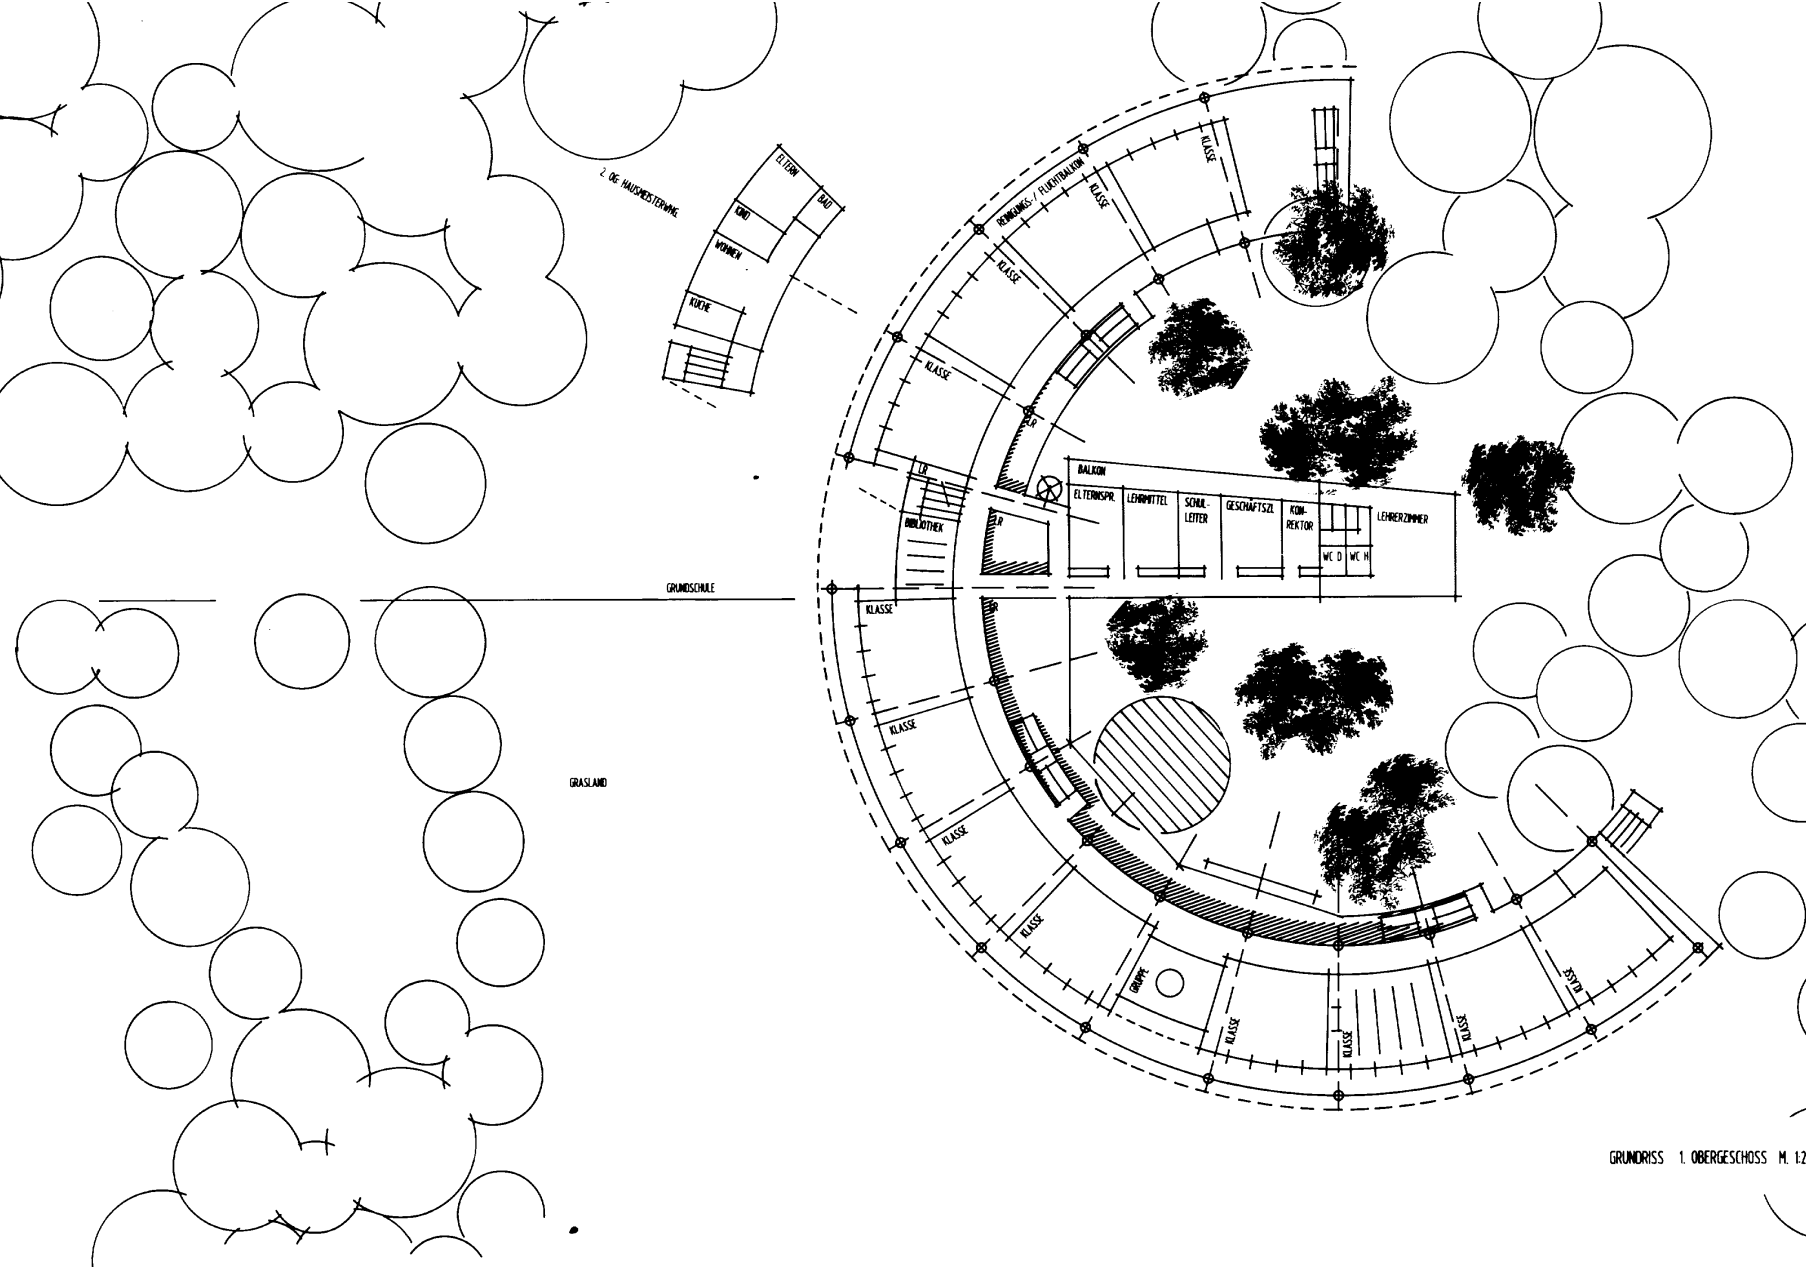 2. OG. HAUSMEISTERWHG.
ELTERN
BAD
KIND
WOHNEN
KÜCHE
REINIGUNGS- / FLUCHTBALKON
KLASSE
KLASSE
KLASSE
KLASSE
LR
LR
BIBLIOTHEK
LR
BALKON
ELTERNSPR.
LEHRMITTEL
SCHUL-
LEITER
GESCHÄFTSZ.
KON-
REKTOR
LEHRERZIMMER
WC D
WC H
GRUNDSCHULE
KLASSE
LR
KLASSE
GRASLAND
KLASSE
KLASSE
GRUPPE
KLASSE
KLASSE
KLASSE
KLASSE
GRUNDRISS 1. OBERGESCHOSS M. 1:2